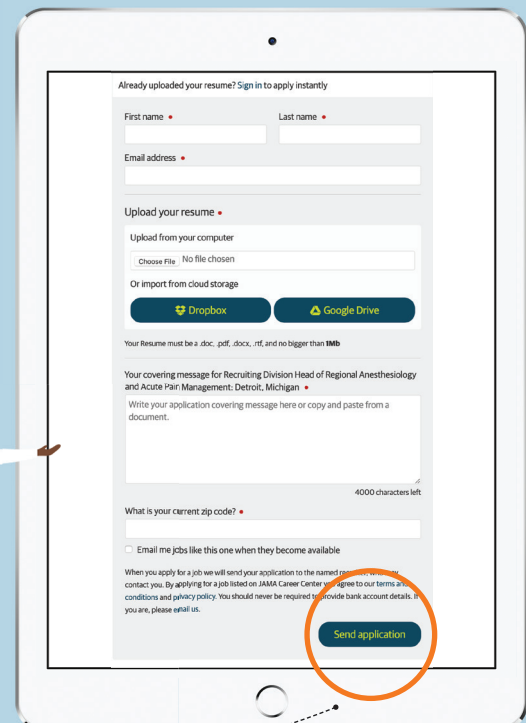 Already uploaded your resume? Sign in to apply instantly
First name • Last name •
Email address •
Upload your resume •
Upload from your computer
Choose File No file chosen
Or import from cloud storage
Dropbox Google Drive
Your Resume must be a .doc, .pdf, .docx, .rtf, and no bigger than 1Mb
Your covering message for Recruiting Division Head of Regional Anesthesiology
and Acute Pain Management: Detroit, Michigan •
Write your application covering message here or copy and paste from a
document.
4000 characters left
What is your current zip code? •
Email me jobs like this one when they become available
When you apply for a job we will send your application to the named
contact you. By applying for a job listed on JAMA Career Center you agree to our terms and
conditions and privacy policy. You should never be required to provide bank account details. If
you are, please email us.
Send application